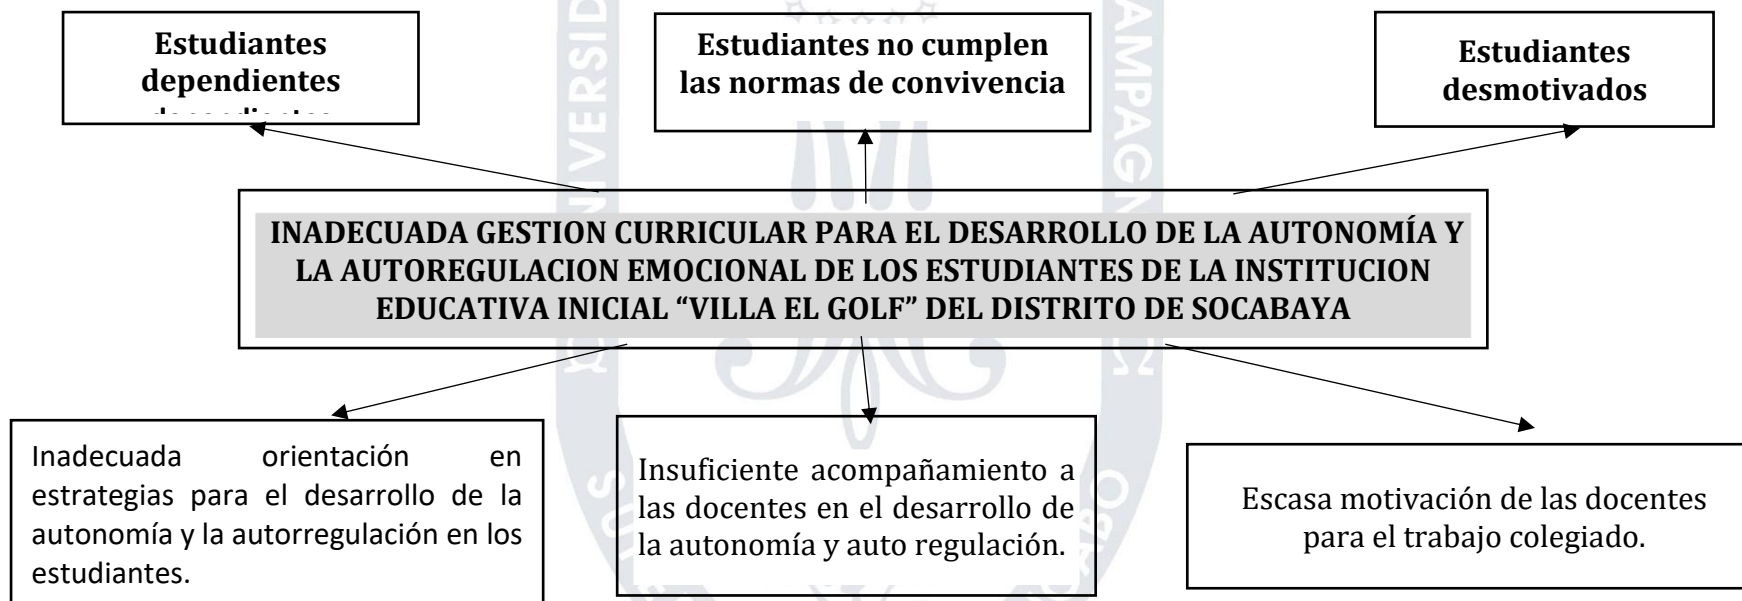 Estudiantes
dependientes
dependientes
Estudiantes no cumplen
las normas de convivencia
Estudiantes
desmotivados
INADECUADA GESTION CURRICULAR PARA EL DESARROLLO DE LA AUTONOMÍA Y
LA AUTOREGULACION EMOCIONAL DE LOS ESTUDIANTES DE LA INSTITUCION
EDUCATIVA INICIAL “VILLA EL GOLF” DEL DISTRITO DE SOCABAYA
Inadecuada orientación en
estrategias para el desarrollo de la
autonomía y la autorregulación en los
estudiantes.
Insuficiente acompañamiento a
las docentes en el desarrollo de
la autonomía y auto regulación.
Escasa motivación de las docentes
para el trabajo colegiado.